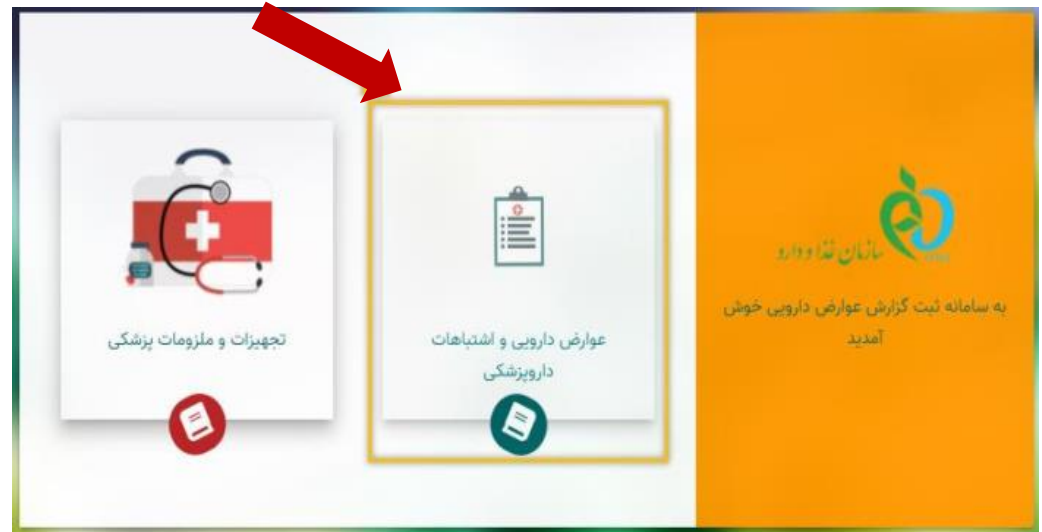 سازمان غذا و دارو
به سامانه ثبت گزارش عوارض دارویی خوش
آمدید
عوارض دارویی و اشتباهات
داروپزشکی
تجهیزات و ملزومات پزشکی